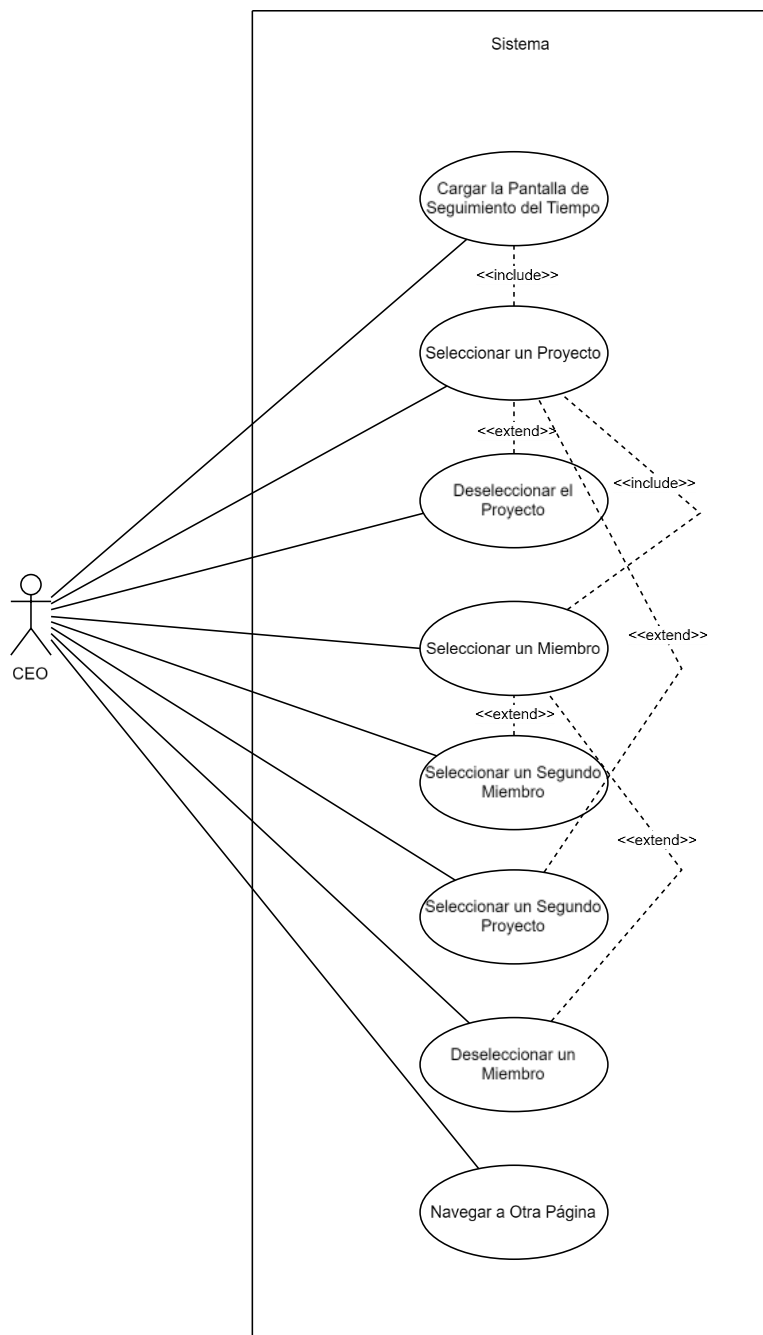 Sistema
Cargar la Pantalla de
Seguimiento del Tiempo
<<include>>
Seleccionar un Proyecto
<<extend>>
Deseleccionar el
Proyecto
<<include>>
Seleccionar un Miembro
<<extend>>
CEO
<<extend>>
Seleccionar un Segundo
Miembro
<<extend>>
Seleccionar un Segundo
Proyecto
Deseleccionar un
Miembro
Navegar a Otra Página